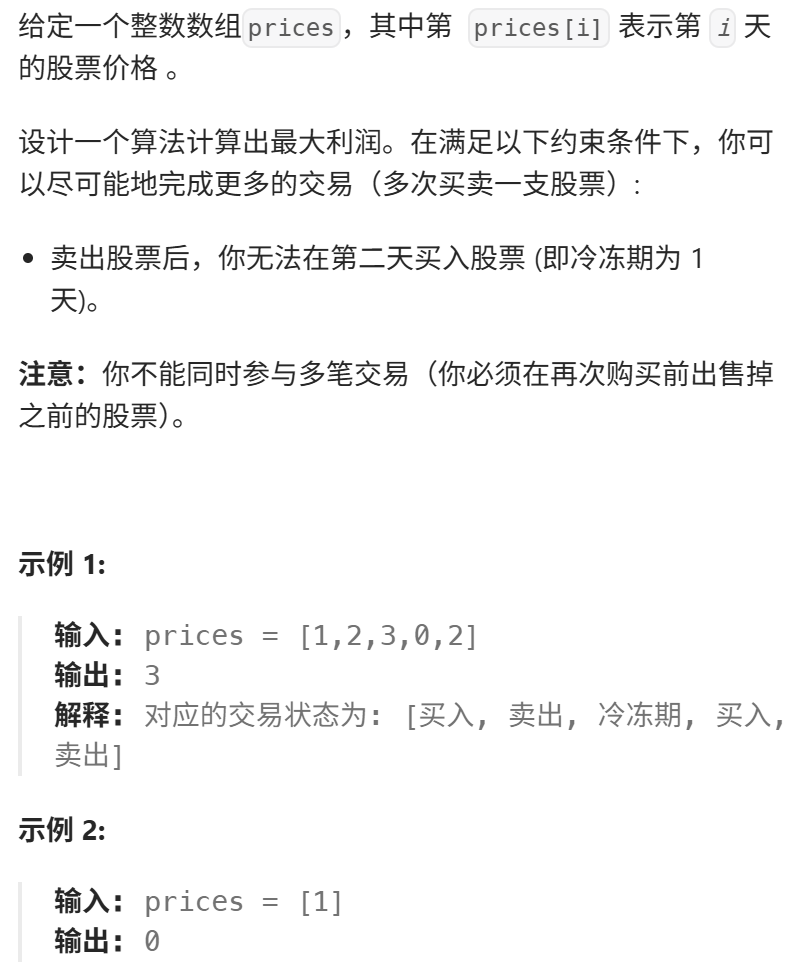 给定一个整数数组prices，其中第 prices[i] 表示第 i 天
的股票价格 。
设计一个算法计算出最大利润。在满足以下约束条件下，你可
以尽可能地完成更多的交易（多次买卖一支股票）:
• 卖出股票后，你无法在第二天买入股票 (即冷冻期为 1
天)。
注意：你不能同时参与多笔交易（你必须在再次购买前出售掉
之前的股票）。
示例 1:
输入: prices = [1,2,3,0,2]
输出: 3
解释: 对应的交易状态为: [买入, 卖出, 冷冻期, 买入,
卖出]
示例 2:
输入: prices = [1]
输出: 0